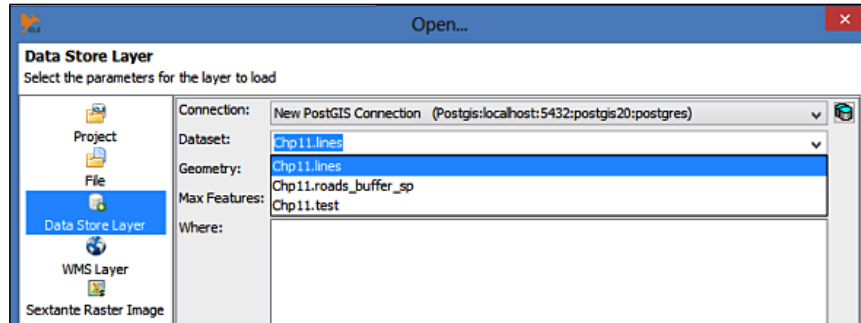 Open...
Data Store Layer
Select the parameters for the layer to load
Project
File
Data Store Layer
WMS Layer
Sextante Raster Image
Connection: New PostGIS Connection (Postgis:localhost:5432:postgis20:postgres)
Dataset: Chp11.lines
Geometry: Chp11.lines
Chp11.roads_buffer_sp
Max Features: Chp11.test
Where: